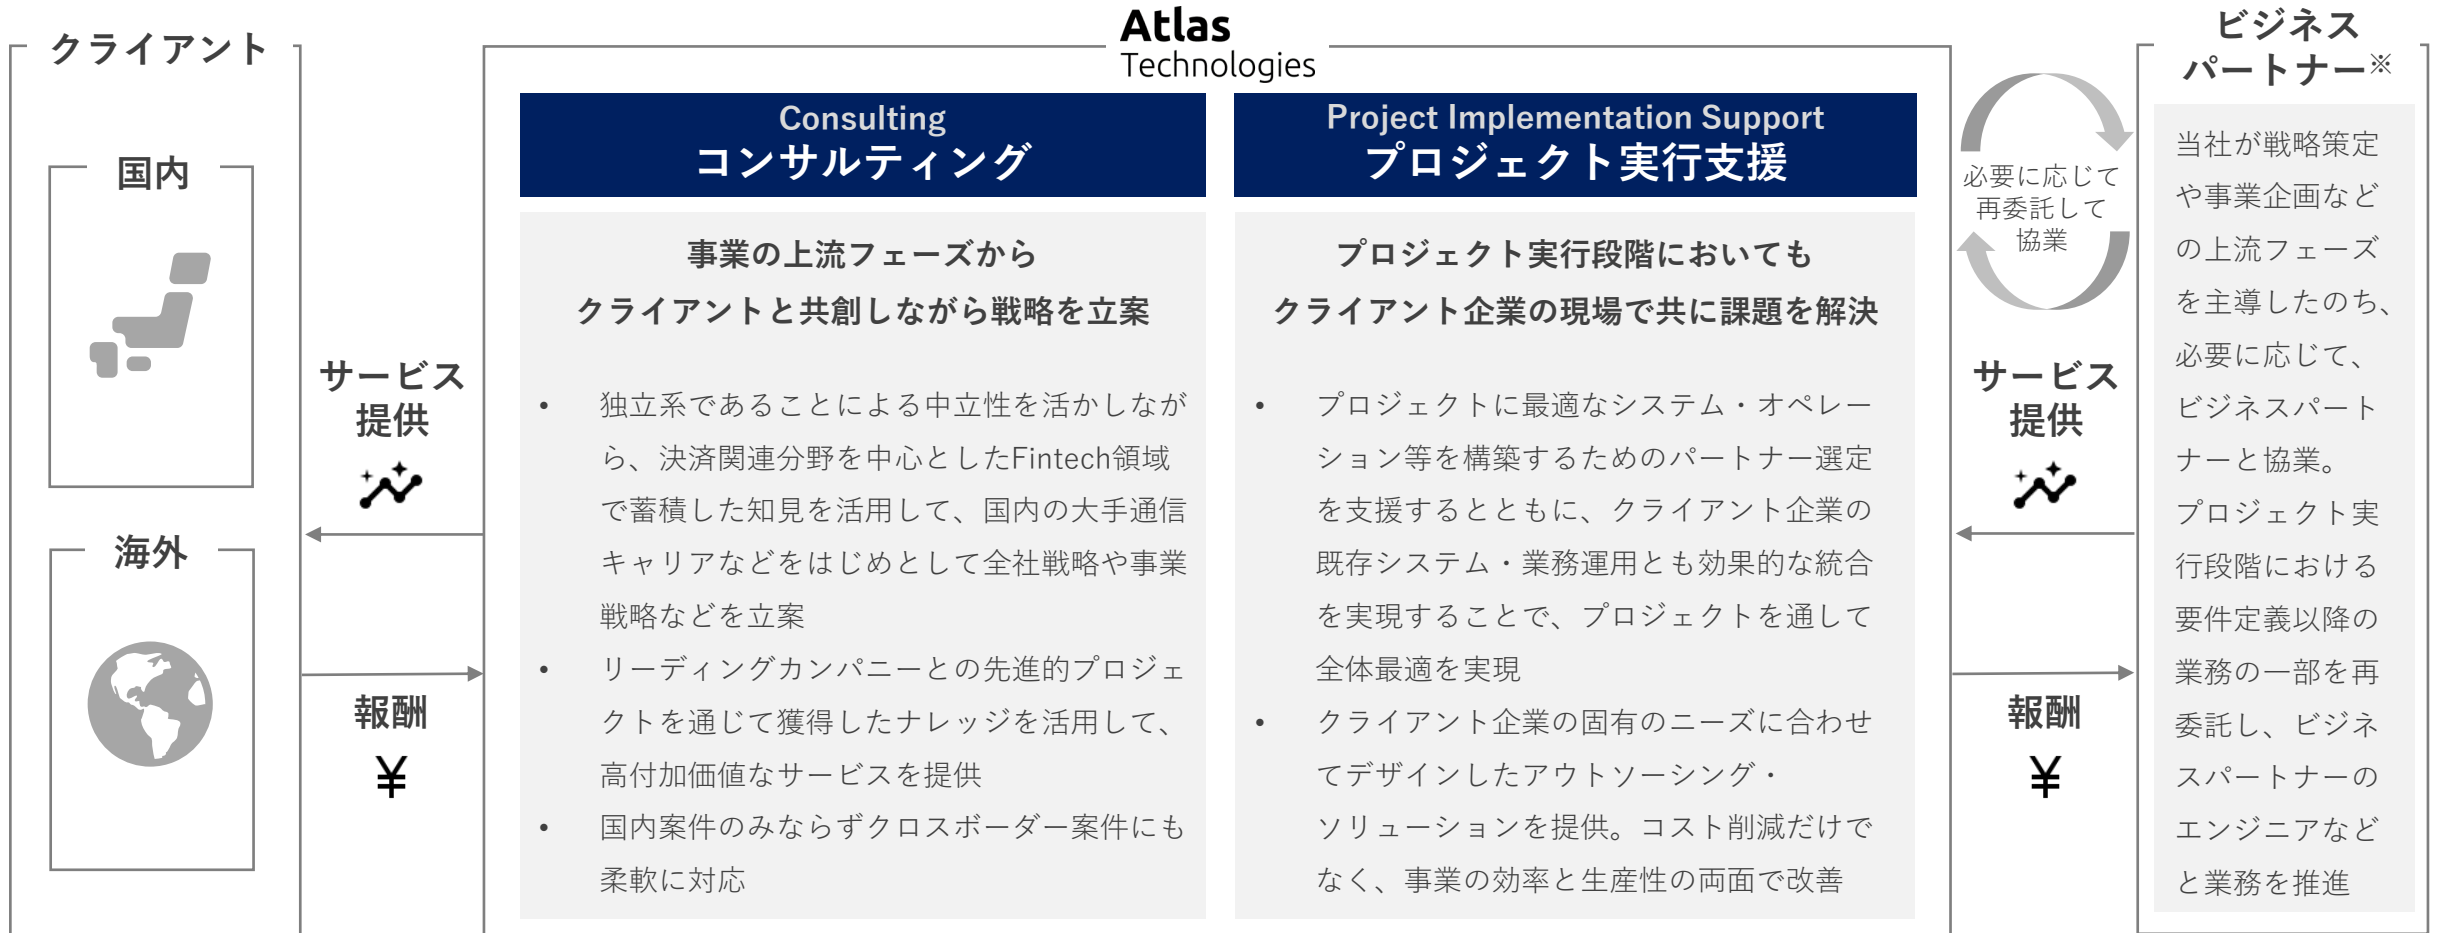 クライアント
国内
海外
サービス
提供
報酬
¥
Atlas
Technologies
Consulting
コンサルティング
事業の上流フェーズから
クライアントと共創しながら戦略を立案
• 独立系であることによる中立性を活かしなが
ら、決済関連分野を中心としたFintech領域
で蓄積した知見を活用して、国内の大手通信
キャリアなどをはじめとして全社戦略や事業
戦略などを立案
• リーディングカンパニーとの先進的プロジェ
クトを通じて獲得したナレッジを活用して、
高付加価値なサービスを提供
• 国内案件のみならずクロスボーダー案件にも
柔軟に対応
Project Implementation Support
プロジェクト実行支援
プロジェクト実行段階においても
クライアント企業の現場で共に課題を解決
• プロジェクトに最適なシステム・オペレー
ション等を構築するためのパートナー選定
を支援するとともに、クライアント企業の
既存システム・業務運用とも効果的な統合
を実現することで、プロジェクトを通して
全体最適を実現
• クライアント企業の固有のニーズに合わせ
てデザインしたアウトソーシング・
ソリューションを提供。コスト削減だけで
なく、事業の効率と生産性の両面で改善
必要に応じて
再委託して
協業
サービス
提供
報酬
¥
ビジネス
パートナー※
当社が戦略策定
や事業企画など
の上流フェーズ
を主導したのち、
必要に応じて、
ビジネスパート
ナーと協業。
プロジェクト実
行段階における
要件定義以降の
業務の一部を再
委託し、ビジネ
スパートナーの
エンジニアなど
と業務を推進